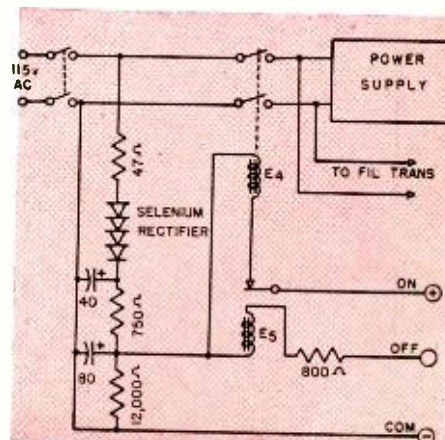 115v
AC
POWER
SUPPLY
47Ω
E4
TO FIL TRANS
SELENIUM
RECTIFIER
40
ON
+
750Ω
E5
OFF
80
800Ω
12,000Ω
COM